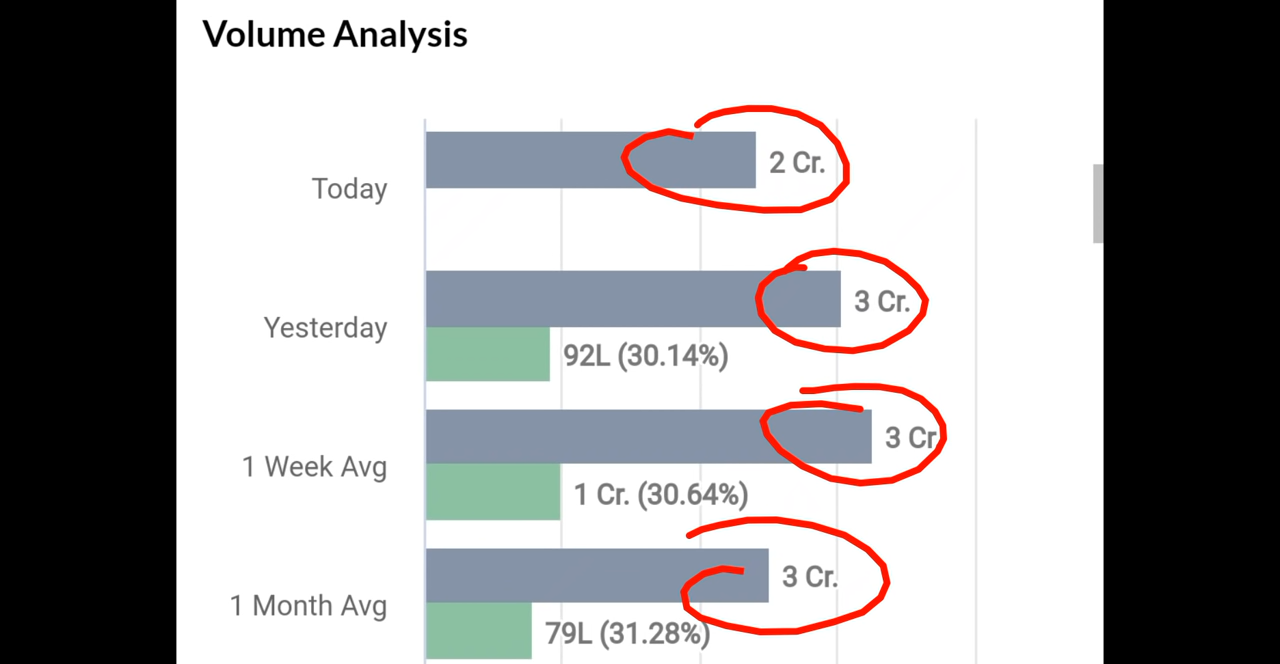 Volume Analysis
Today
2 Cr.
Yesterday
3 Cr.
92L (30.14%)
1 Week Avg
3 Cr
1 Cr. (30.64%)
1 Month Avg
3 Cr.
79L (31.28%)